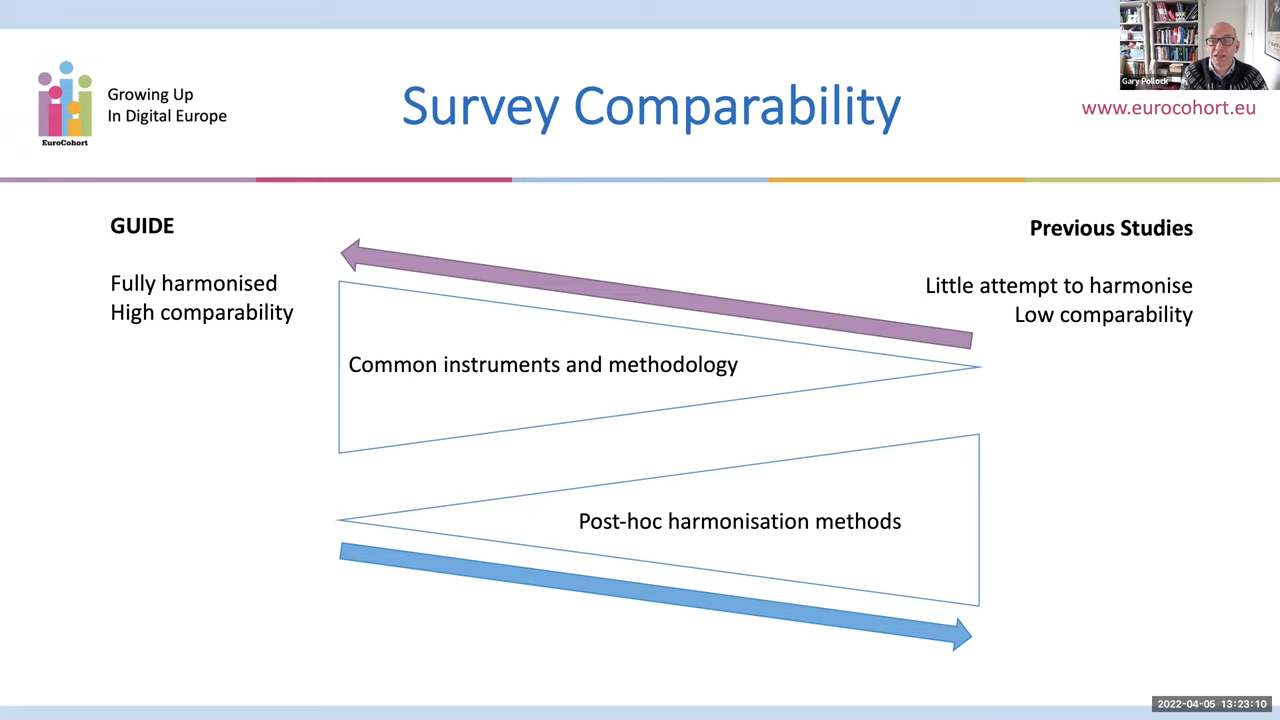 Growing Up
In Digital Europe
EuroCohort
Survey Comparability
Gary Pollock
www.eurocohort.eu
GUIDE
Fully harmonised
High comparability
Previous Studies
Little attempt to harmonise
Low comparability
Common instruments and methodology
Post-hoc harmonisation methods
2022-04-05 13:23:10